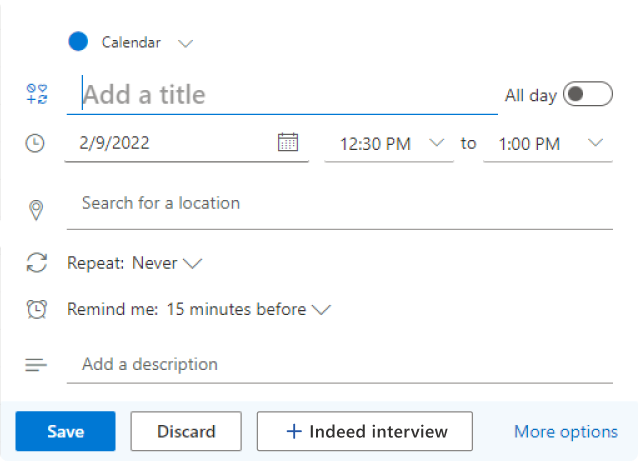 Calendar
Add a title
All day
2/9/2022 12:30 PM to 1:00 PM
Search for a location
Repeat: Never
Remind me: 15 minutes before
Add a description
Save Discard + Indeed interview More options